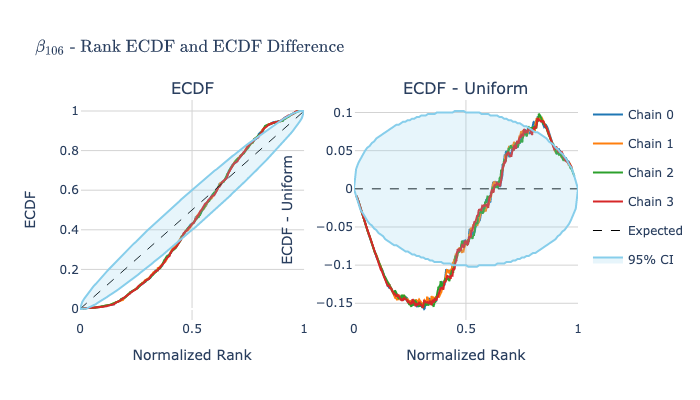 β₁₀₆ - Rank ECDF and ECDF Difference
ECDF
ECDF - Uniform
1
0.8
0.6
0.4
0.2
0
ECDF
0
0.5
1
Normalized Rank
0.1
0.05
0
−0.05
−0.1
−0.15
ECDF - Uniform
0
0.5
1
Normalized Rank
Chain 0
Chain 1
Chain 2
Chain 3
Expected
95% CI